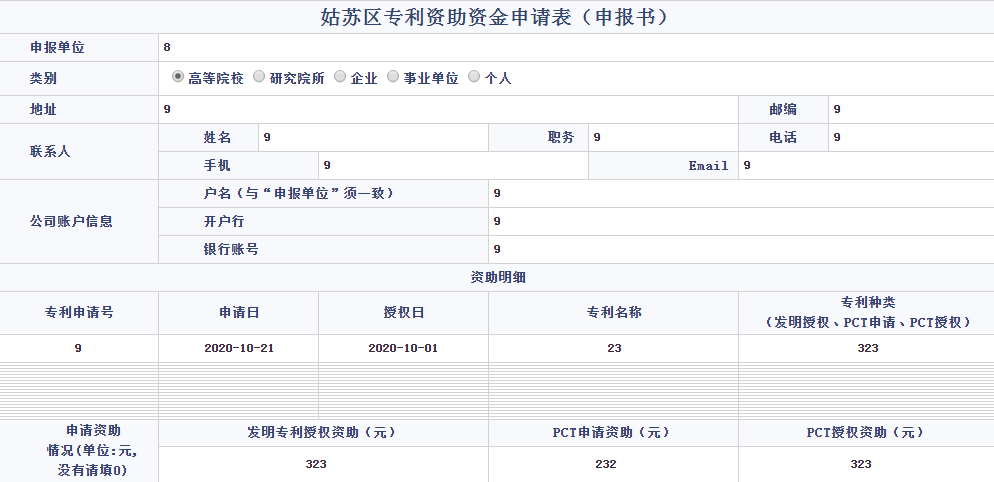 姑苏区专利资助资金申请表（申报书）
申报单位 8
类别 高等院校 研究院所 企业 事业单位 个人
地址 9 邮编 9
联系人 姓名 9 职务 9 电话 9
手机 9 Email 9
公司账户信息 户名（与“申报单位”须一致） 9
开户行 9
银行账号 9
资助明细
专利申请号 申请日 授权日 专利名称 专利种类
（发明授权、PCT申请、PCT授权）
9 2020-10-21 2020-10-01 23 323
申请资助
情况(单位:元,
没有请填0)
发明专利授权资助（元） PCT申请资助（元） PCT授权资助（元）
323 232 323